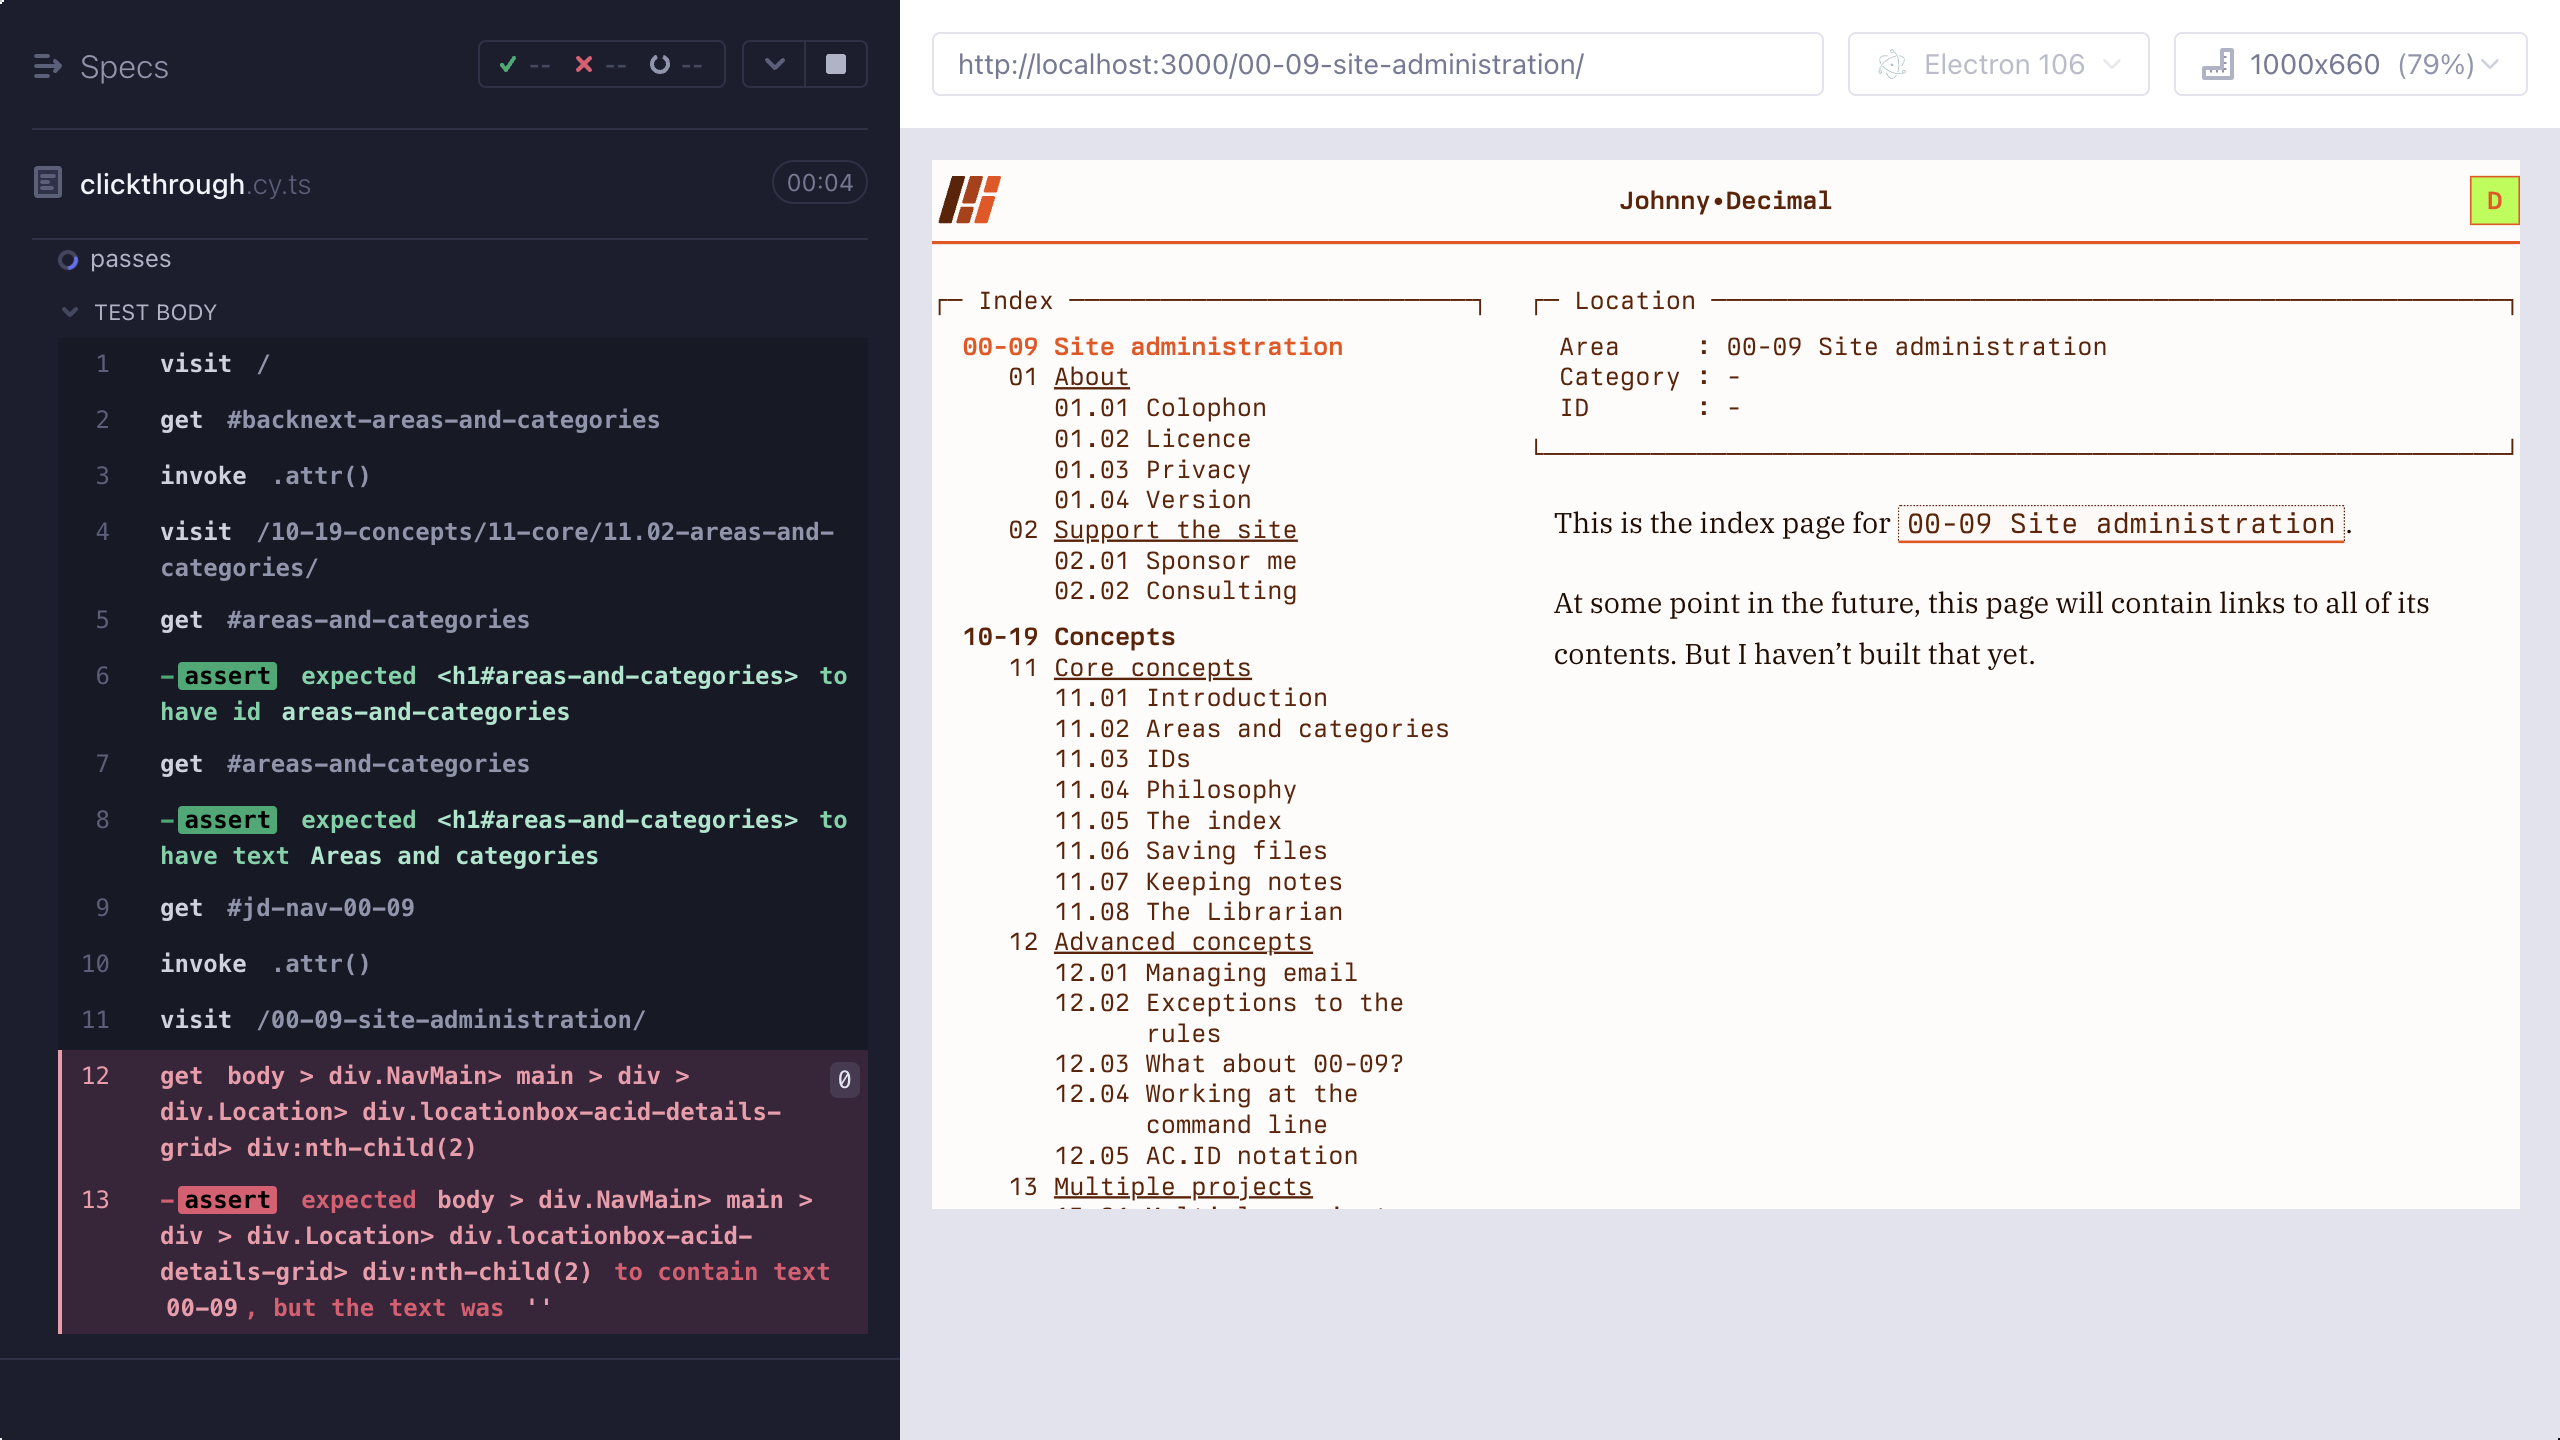 Specs
-- -- --
clickthrough.cy.ts
00:04
passes
TEST BODY
1 visit /
2 get #backnext-areas-and-categories
3 invoke .attr()
4 visit /10-19-concepts/11-core/11.02-areas-and-
categories/
5 get #areas-and-categories
6 -assert expected <h1#areas-and-categories> to
have id areas-and-categories
7 get #areas-and-categories
8 -assert expected <h1#areas-and-categories> to
have text Areas and categories
9 get #jd-nav-00-09
10 invoke .attr()
11 visit /00-09-site-administration/
12 get body > div.NavMain> main > div >
div.Location> div.locationbox-acid-details-
grid> div:nth-child(2)
0
13 -assert expected body > div.NavMain> main >
div > div.Location> div.locationbox-acid-
details-grid> div:nth-child(2) to contain text
00-09, but the text was ''
http://localhost:3000/00-09-site-administration/
Electron 106
1000x660 (79%)
Johnny•Decimal
D
Index
00-09 Site administration
01 About
01.01 Colophon
01.02 Licence
01.03 Privacy
01.04 Version
02 Support the site
02.01 Sponsor me
02.02 Consulting
10-19 Concepts
11 Core concepts
11.01 Introduction
11.02 Areas and categories
11.03 IDs
11.04 Philosophy
11.05 The index
11.06 Saving files
11.07 Keeping notes
11.08 The Librarian
12 Advanced concepts
12.01 Managing email
12.02 Exceptions to the
rules
12.03 What about 00-09?
12.04 Working at the
command line
12.05 AC.ID notation
13 Multiple projects
Location
Area : 00-09 Site administration
Category : -
ID : -
This is the index page for 00-09 Site administration.
At some point in the future, this page will contain links to all of its
contents. But I haven’t built that yet.